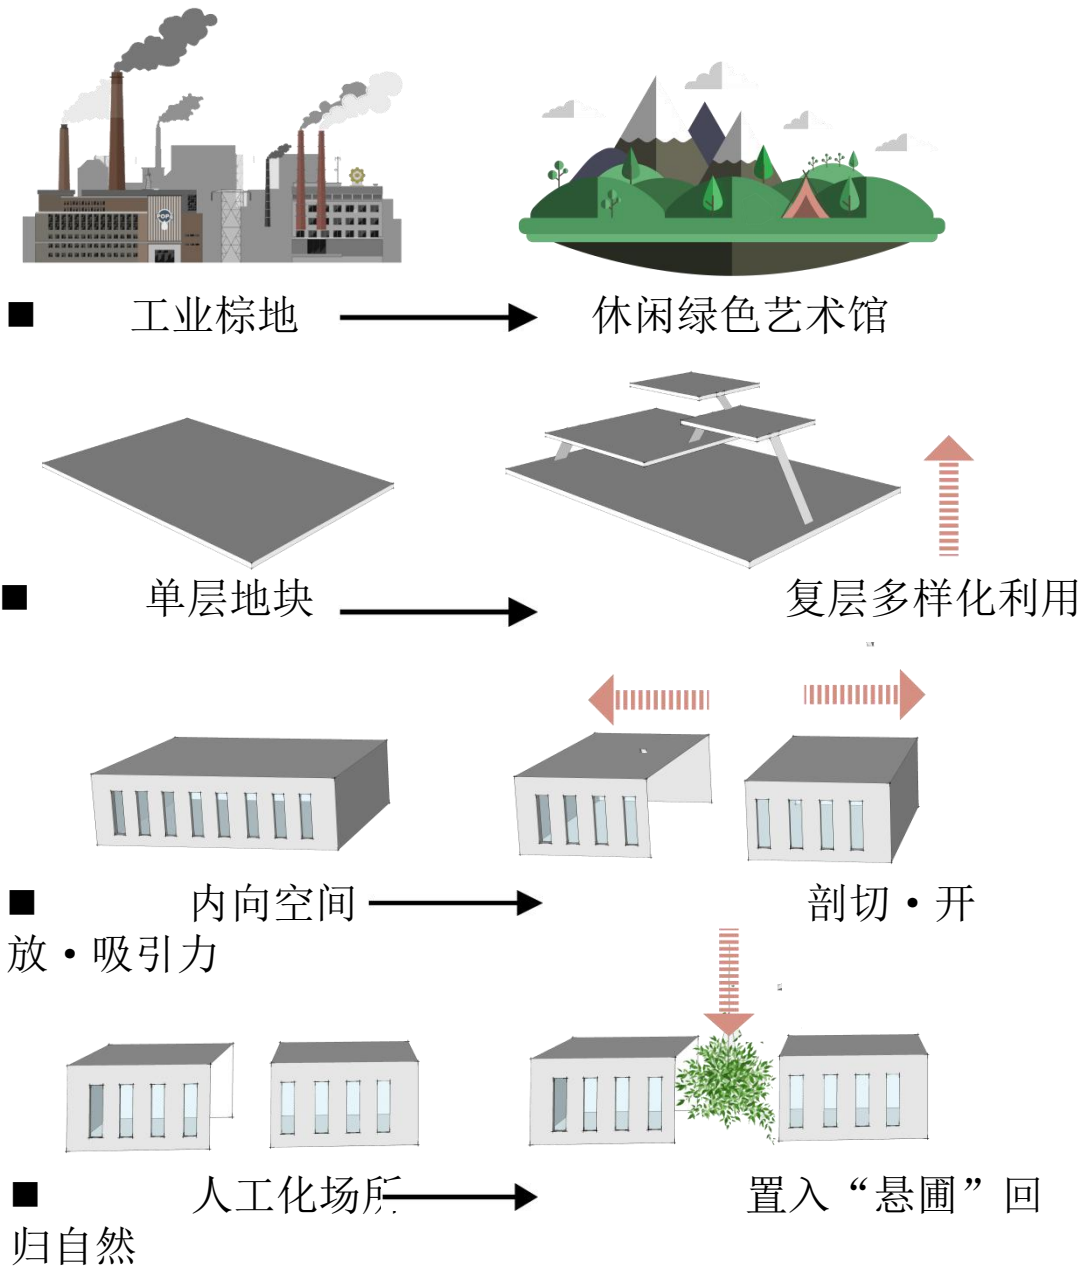 ■ 工业棕地 休闲绿色艺术馆
■ 单层地块 复层多样化利用
■ 内向空间 剖切·开
放·吸引力
■ 人工化场所 置入“悬圃”回
归自然